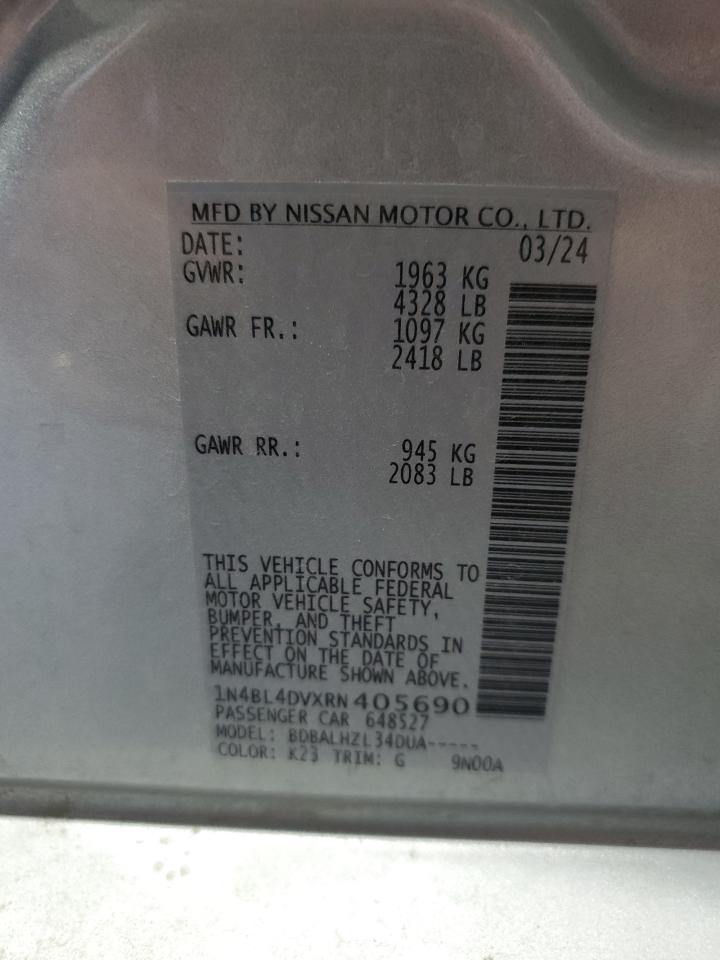 MFD BY NISSAN MOTOR CO., LTD.
DATE: 03/24
GVWR: 1963 KG
4328 LB
GAWR FR.: 1097 KG
2418 LB
GAWR RR.: 945 KG
2083 LB
THIS VEHICLE CONFORMS TO
ALL APPLICABLE FEDERAL
MOTOR VEHICLE SAFETY,
BUMPER, AND THEFT
PREVENTION STANDARDS IN
EFFECT ON THE DATE OF
MANUFACTURE SHOWN ABOVE.
1N4BL4DVXRN405690
PASSENGER CAR 648527
MODEL: BDBALHZL34DUA-----
COLOR: K23 TRIM: G 9N00A